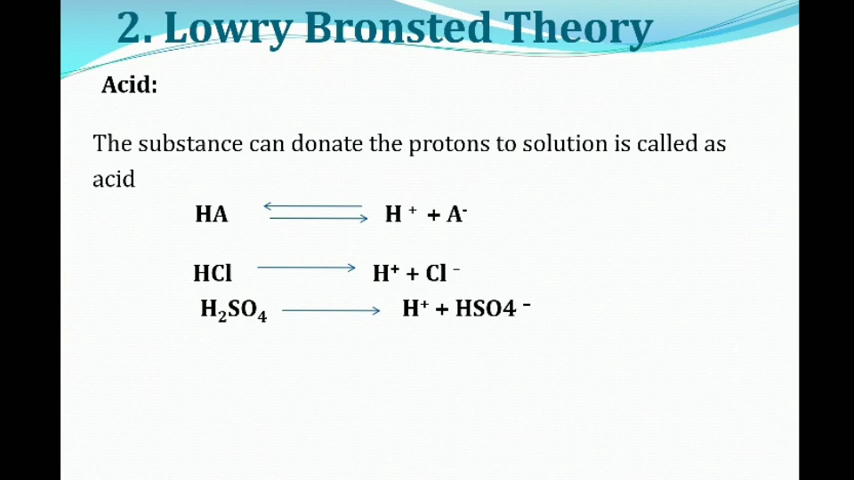 2. Lowry Bronsted Theory
Acid:
The substance can donate the protons to solution is called as
acid
HA ⇄ H⁺ + A⁻
HCl → H⁺ + Cl⁻
H₂SO₄ → H⁺ + HSO4⁻